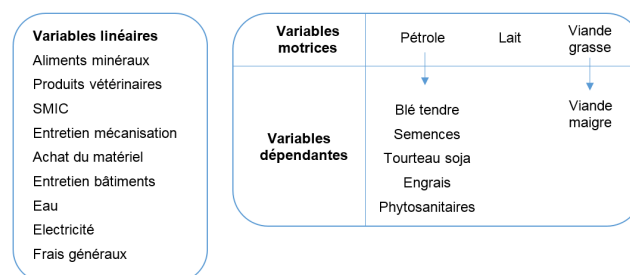 Variables linéaires
Aliments minéraux
Produits vétérinaires
SMIC
Entretien mécanisation
Achat du matériel
Entretien bâtiments
Eau
Electricité
Frais généraux
Variables
motrices
Pétrole
Lait
Viande
grasse
Variables
dépendantes
Blé tendre
Semences
Tourteau soja
Engrais
Phytosanitaires
Viande
maigre